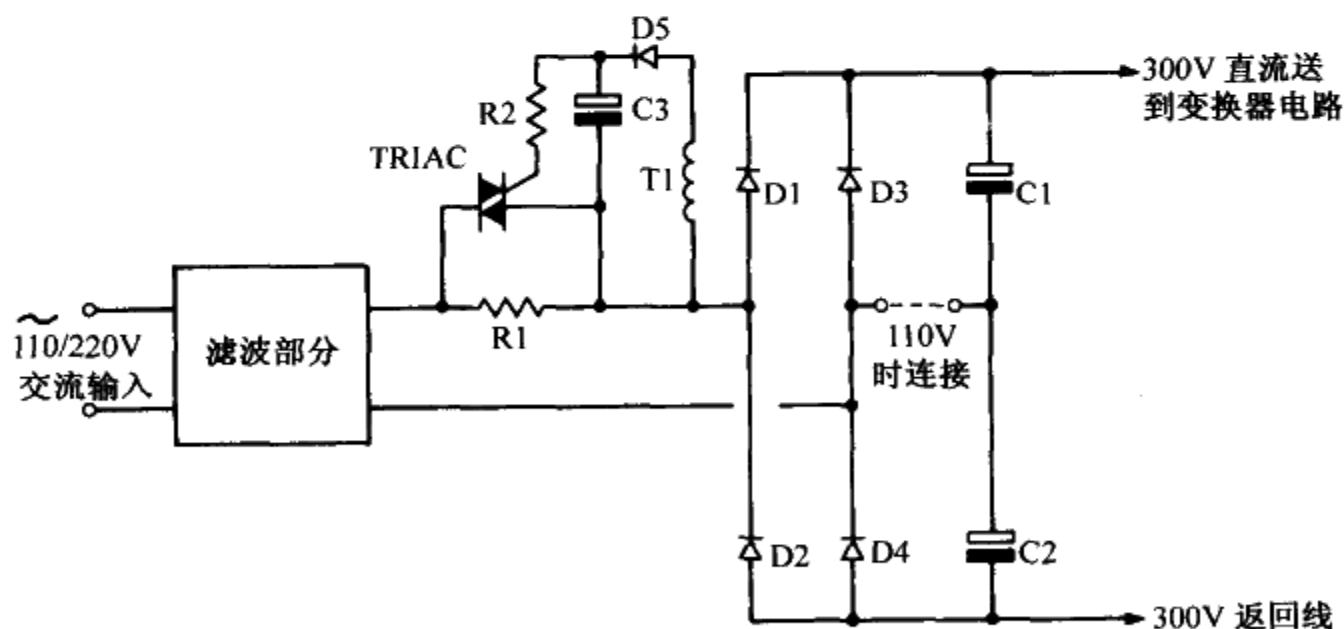 D5
300V 直流送
到变换器电路
R2
C3
TRIAC
T1
D1
D3
C1
110/220V
交流输入
滤波部分
R1
110V
时连接
D2
D4
C2
300V 返回线